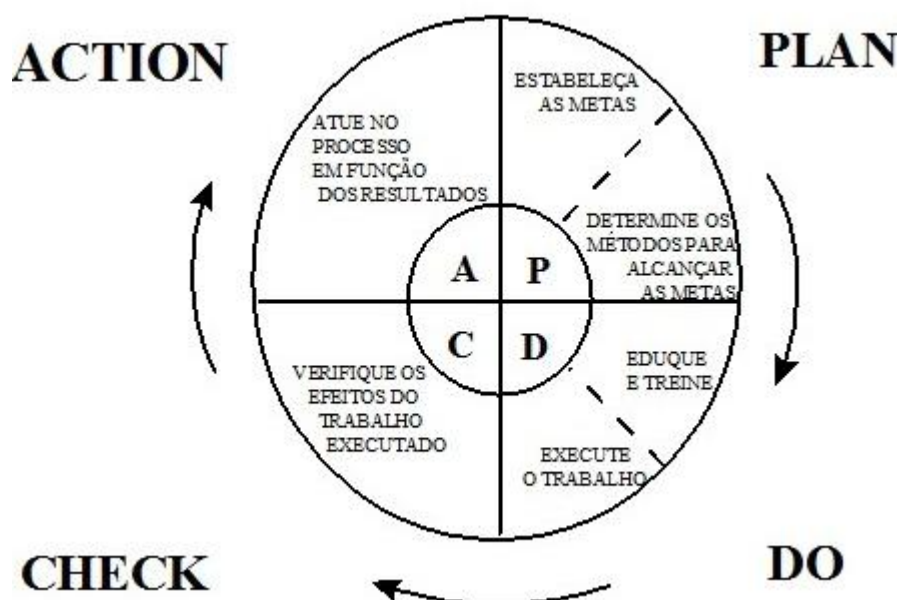 ACTION
PLAN
ESTABELEÇA
AS METAS
ATUE NO
PROCESSO
EM FUNÇÃO
DOS RESULTADOS
DETERMINE OS
MÉTODOS PARA
ALCANÇAR
AS METAS
A
P
C
D
EDUQUE
E TREINE
VERIFIQUE OS
EFEITOS DO
TRABALHO
EXECUTADO
EXECUTE
O TRABALHO
CHECK
DO